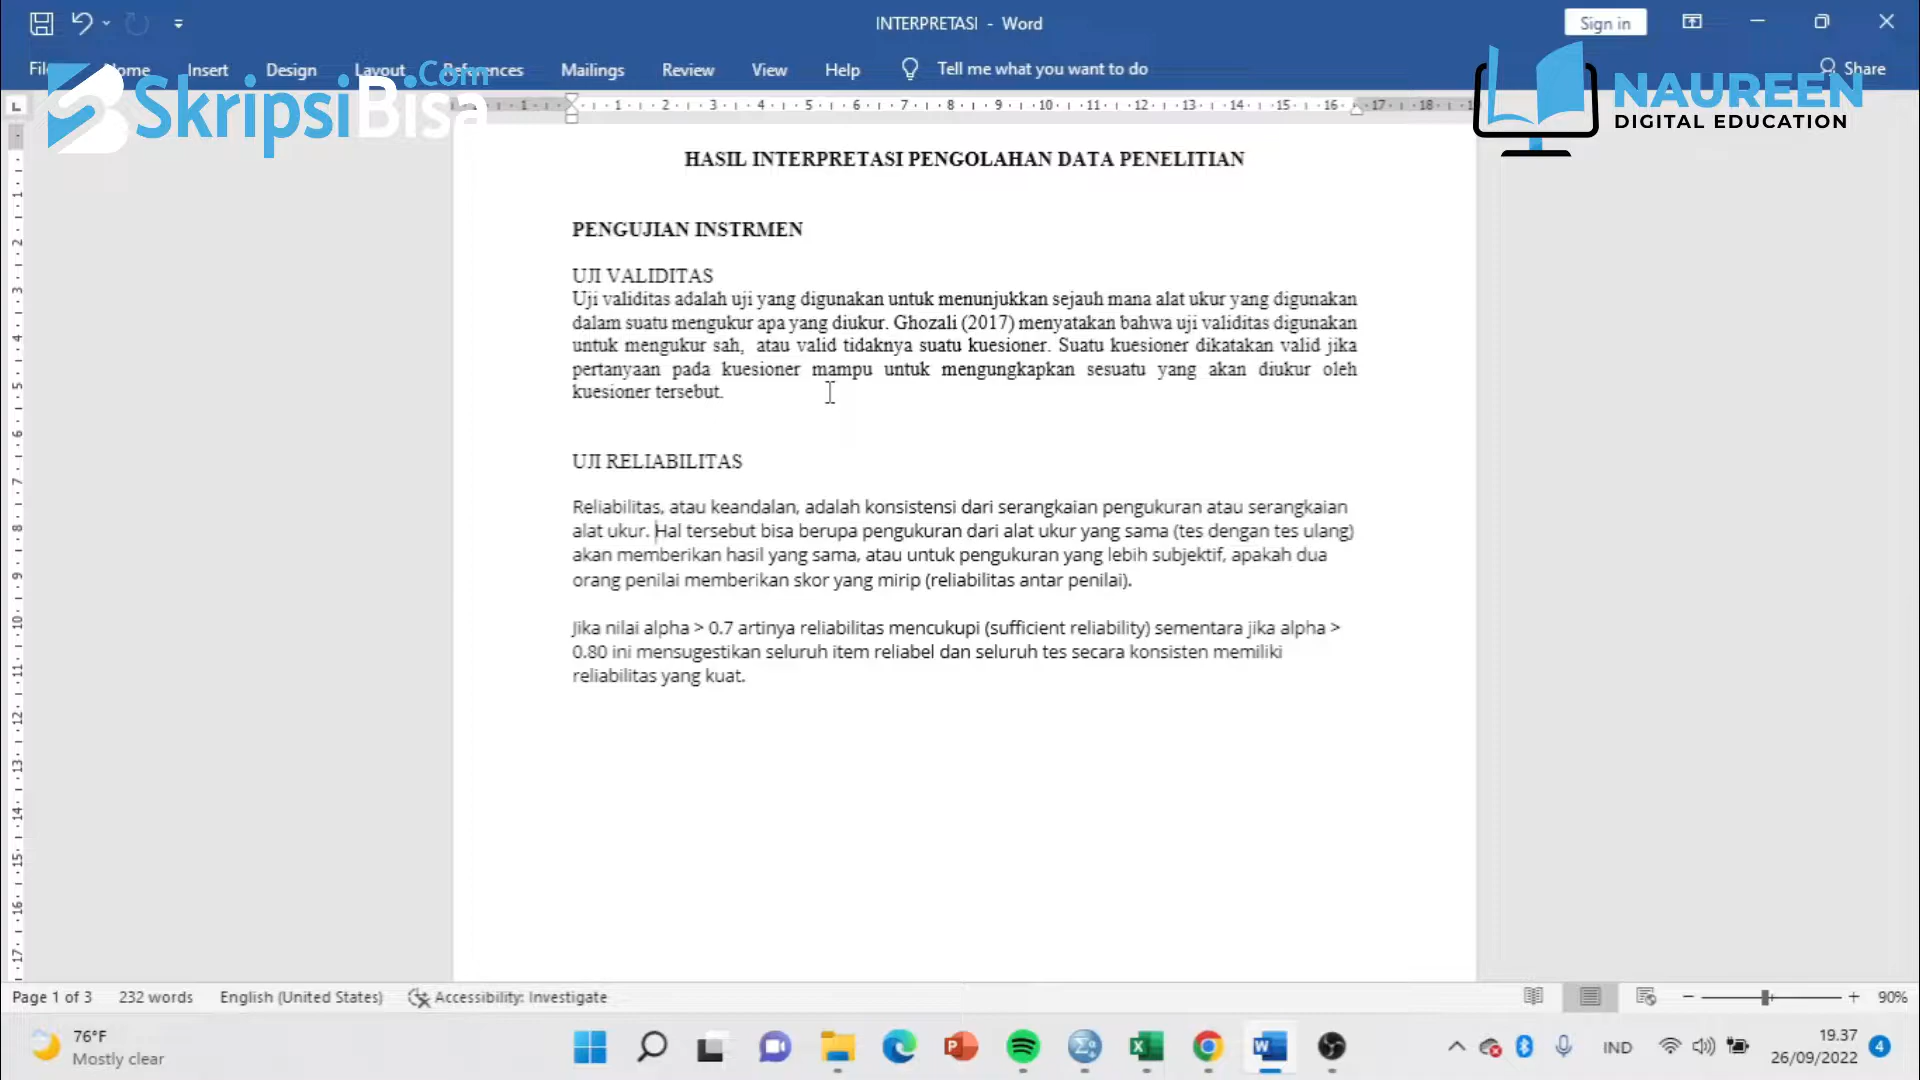 INTERPRETASI - Word
Sign in
Insert
Design
Layout
References
Mailings
Review
View
Help
Tell me what you want to do
Share
SkripsiBisa
.Com
NAUREEN
DIGITAL EDUCATION
HASIL INTERPRETASI PENGOLAHAN DATA PENELITIAN
PENGUJIAN INSTRMEN
UJI VALIDITAS
Uji validitas adalah uji yang digunakan untuk menunjukkan sejauh mana alat ukur yang digunakan
dalam suatu mengukur apa yang diukur. Ghozali (2017) menyatakan bahwa uji validitas digunakan
untuk mengukur sah, atau valid tidaknya suatu kuesioner. Suatu kuesioner dikatakan valid jika
pertanyaan pada kuesioner mampu untuk mengungkapkan sesuatu yang akan diukur oleh
kuesioner tersebut.
UJI RELIABILITAS
Reliabilitas, atau keandalan, adalah konsistensi dari serangkaian pengukuran atau serangkaian
alat ukur. Hal tersebut bisa berupa pengukuran dari alat ukur yang sama (tes dengan tes ulang)
akan memberikan hasil yang sama, atau untuk pengukuran yang lebih subjektif, apakah dua
orang penilai memberikan skor yang mirip (reliabilitas antar penilai).
Jika nilai alpha > 0.7 artinya reliabilitas mencukupi (sufficient reliability) sementara jika alpha >
0.80 ini mensugestikan seluruh item reliabel dan seluruh tes secara konsisten memiliki
reliabilitas yang kuat.
Page 1 of 3
232 words
English (United States)
Accessibility: Investigate
90%
76°F
Mostly clear
IND
19.37
26/09/2022
4